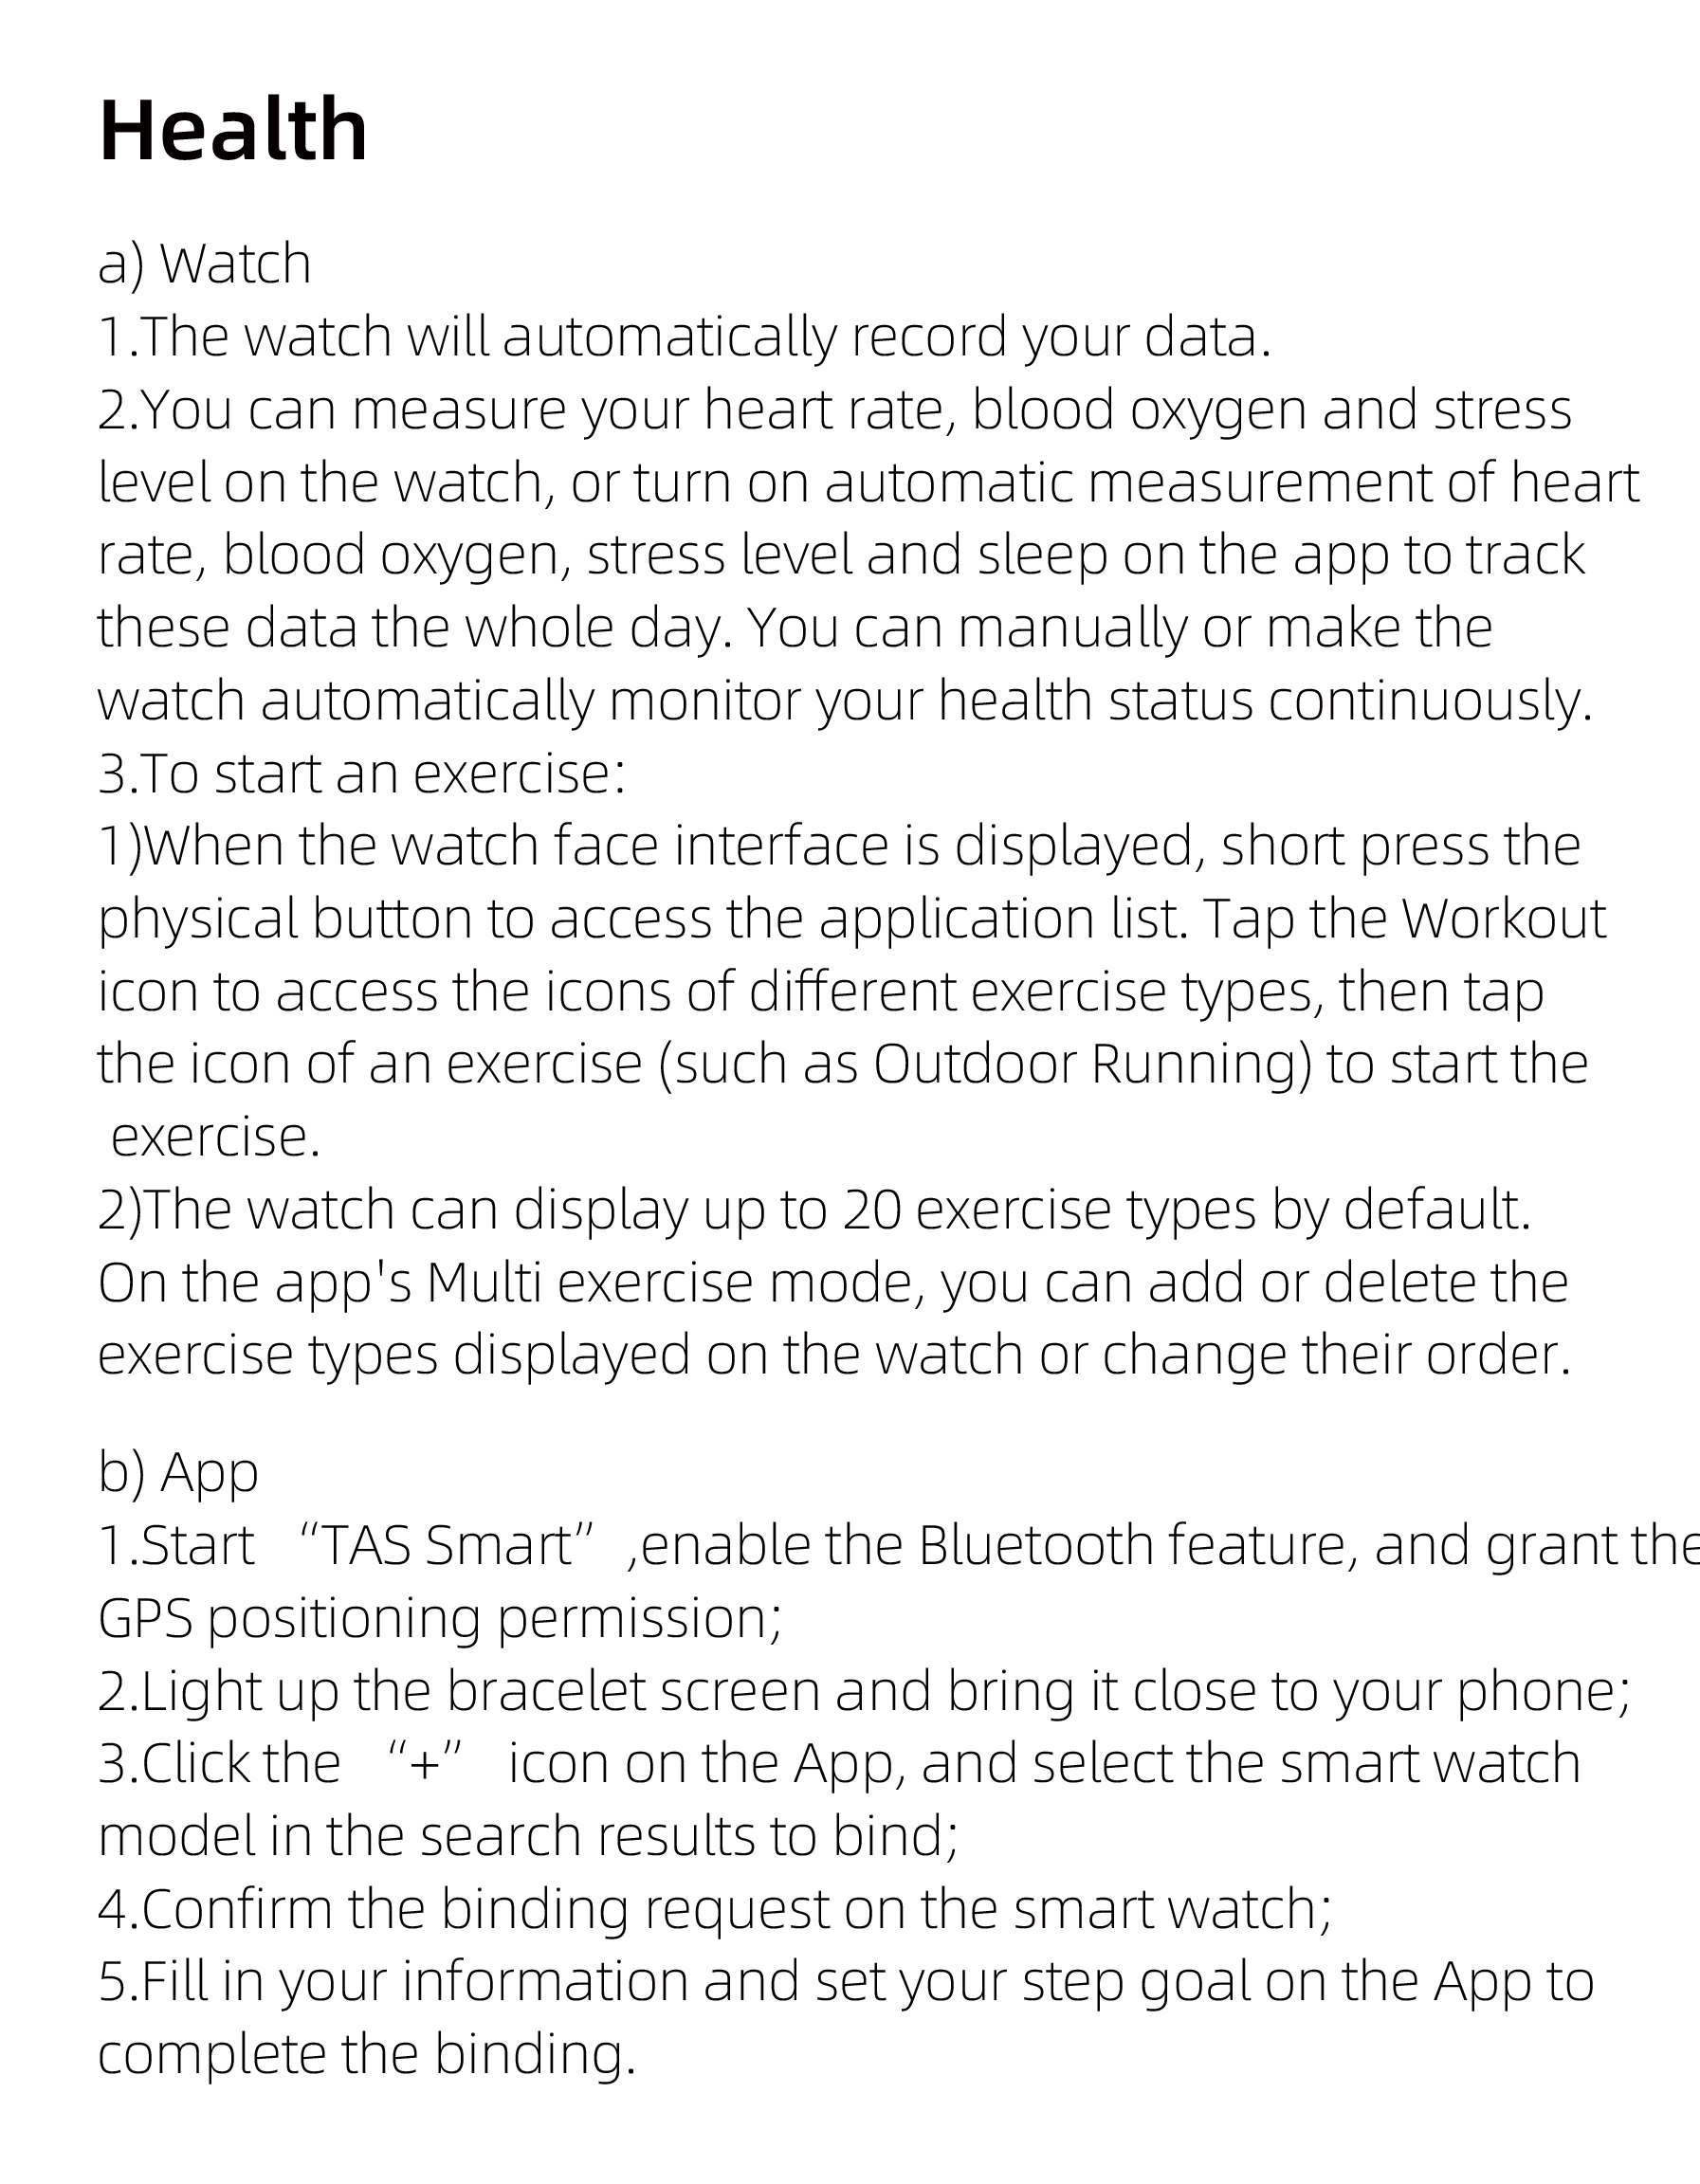 Health
a) Watch
1.The watch will automatically record your data.
2.You can measure your heart rate, blood oxygen and stress
level on the watch, or turn on automatic measurement of heart
rate, blood oxygen, stress level and sleep on the app to track
these data the whole day. You can manually or make the
watch automatically monitor your health status continuously.
3.To start an exercise:
1)When the watch face interface is displayed, short press the
physical button to access the application list. Tap the Workout
icon to access the icons of different exercise types, then tap
the icon of an exercise (such as Outdoor Running) to start the
exercise.
2)The watch can display up to 20 exercise types by default.
On the app's Multi exercise mode, you can add or delete the
exercise types displayed on the watch or change their order.
b) App
1.Start “TAS Smart” ,enable the Bluetooth feature, and grant the
GPS positioning permission;
2.Light up the bracelet screen and bring it close to your phone;
3.Click the “+” icon on the App, and select the smart watch
model in the search results to bind;
4.Confirm the binding request on the smart watch;
5.Fill in your information and set your step goal on the App to
complete the binding.